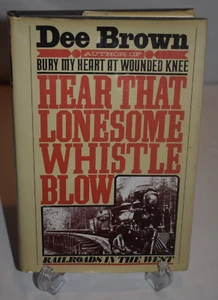 Dee Brown
AUTHOR OF
BURY MY HEART AT WOUNDED KNEE
HEAR THAT
LONESOME
WHISTLE
BLOW
RAILROADS IN THE WEST